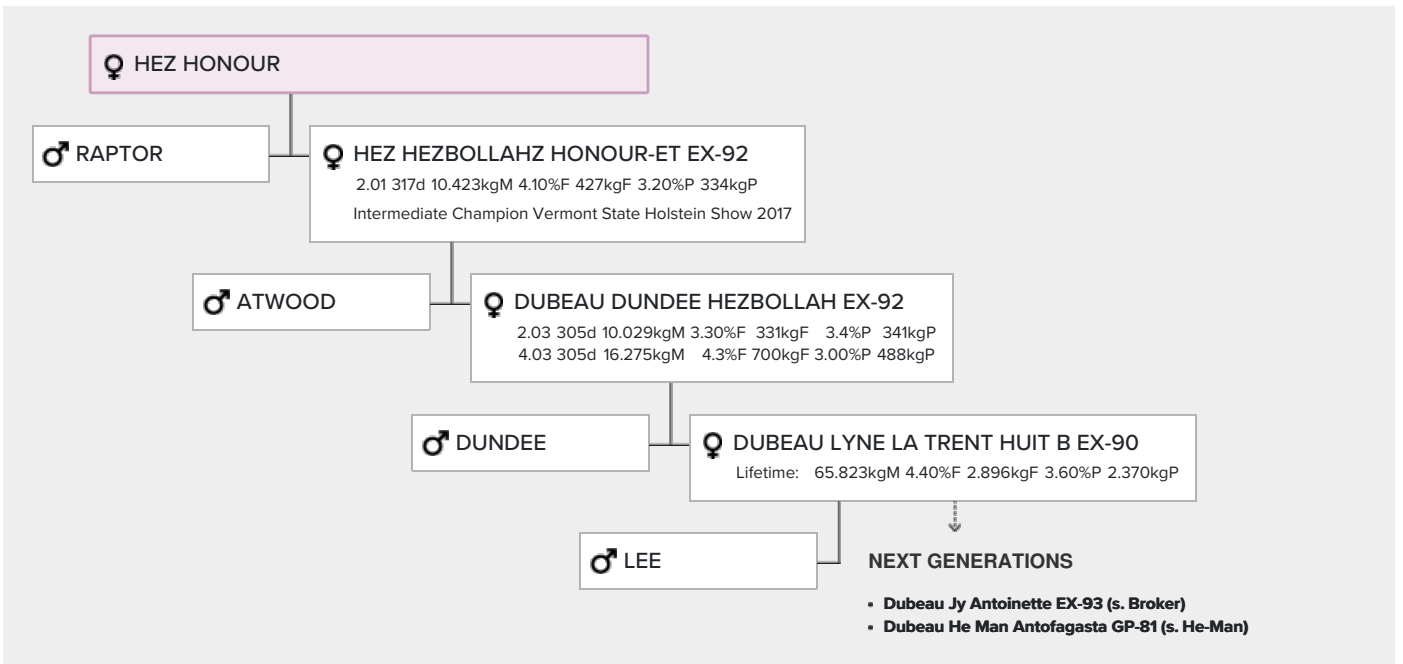 HEZ HONOUR
RAPTOR
HEZ HEZBOLLAHZ HONOUR-ET EX-92
2.01 317d 10.423kgM 4.10%F 427kgF 3.20%P 334kgP
Intermediate Champion Vermont State Holstein Show 2017
ATWOOD
DUBEAU DUNDEE HEZBOLLAH EX-92
2.03 305d 10.029kgM 3.30%F 331kgF 3.4%P 341kgP
4.03 305d 16.275kgM 4.3%F 700kgF 3.00%P 488kgP
DUNDEE
DUBEAU LYNE LA TRENT HUIT B EX-90
Lifetime: 65.823kgM 4.40%F 2.896kgF 3.60%P 2.370kgP
LEE
NEXT GENERATIONS
• Dubeau Jy Antoinette EX-93 (s. Broker)
• Dubeau He Man Antofagasta GP-81 (s. He-Man)